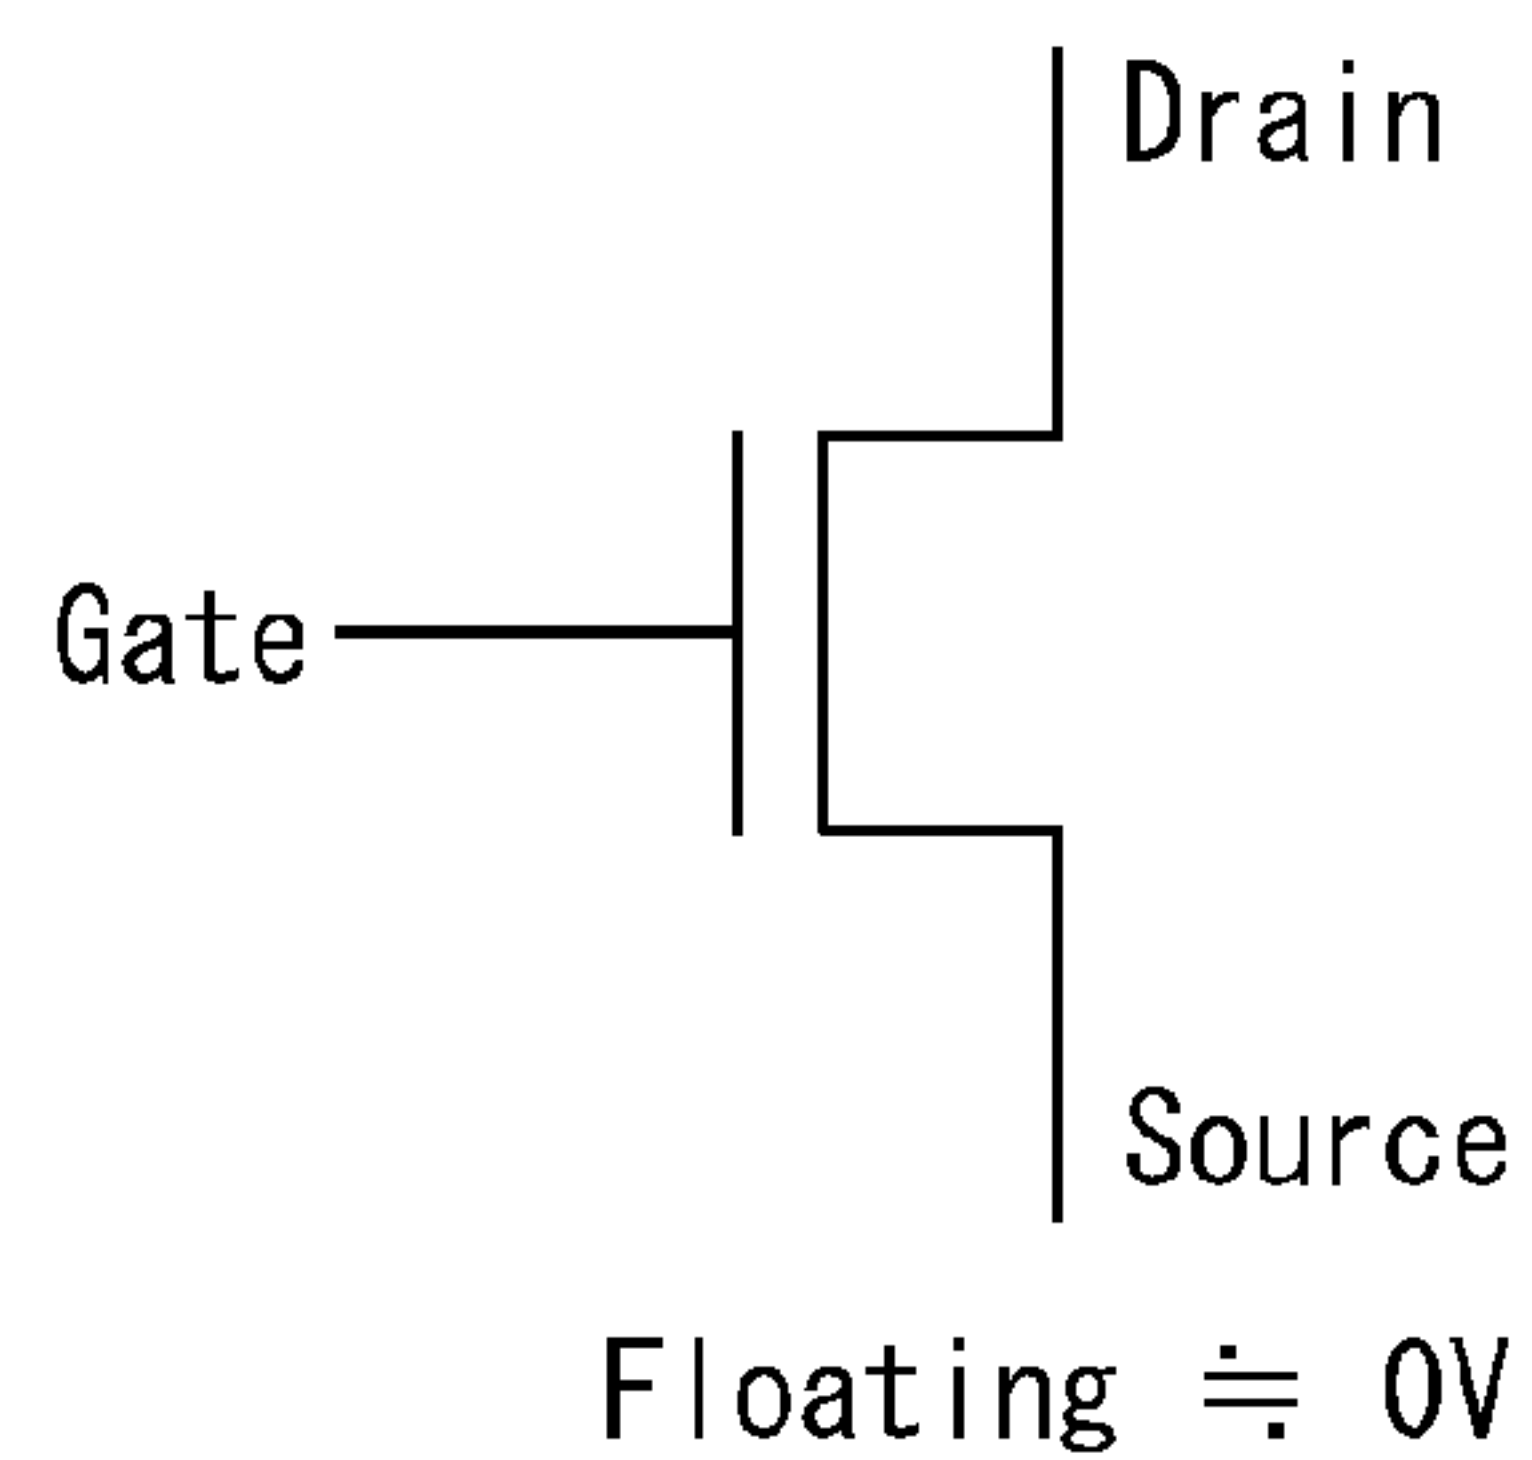 Drain
Gate
Source
Floating ≒ 0V